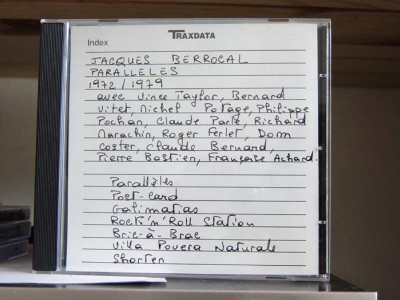 TRAXDATA
Index
JACQUES BERROCAL
PARALLELES
1972/1979
avec Vince Taylor, Bernard
Vitet, Michel Potage, Philippe
Pochan, Claude Parle, Richard
Marachin, Roger Ferlet, Dom
Coster, Claude Bernard,
Pierre Bastien, Françoise Achard.
Parallèles
Post-Card
Galimatias
Rock'n'Roll Station
Bric-à-Brac
Villa Povera Naturale
Shorten